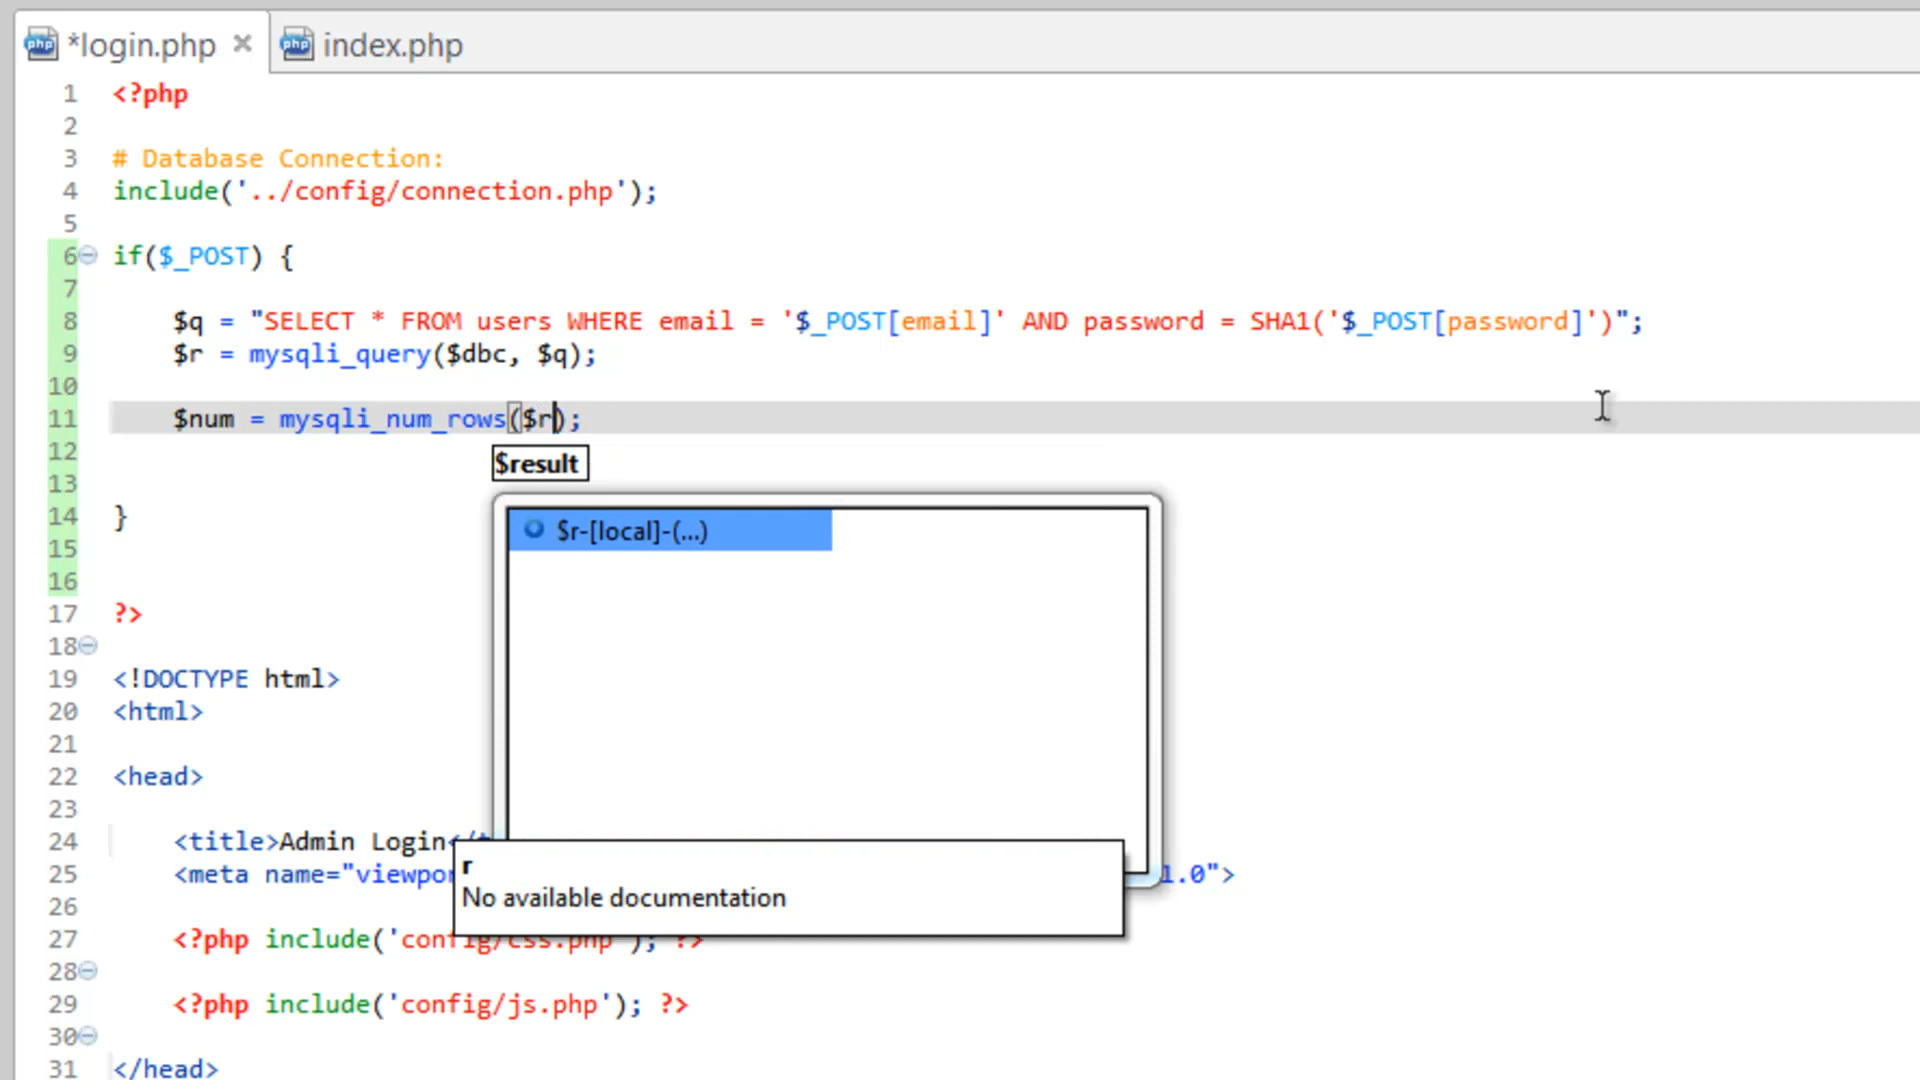 *login.php
index.php
1 <?php
2
3 # Database Connection:
4 include('../config/connection.php');
5
6 if($_POST) {
7
8 $q = "SELECT * FROM users WHERE email = '$_POST[email]' AND password = SHA1('$_POST[password]')";
9 $r = mysqli_query($dbc, $q);
10
11 $num = mysqli_num_rows($r);
12
$result
13
$r-[local]-(...)
14 }
15
16
17 ?>
18
19 <!DOCTYPE html>
20 <html>
21
22 <head>
23
24 <title>Admin Login</t
25 <meta name="viewpor 1.0">
r
No available documentation
26
27 <?php include('config/css.php'); ?>
28
29 <?php include('config/js.php'); ?>
30
31 </head>